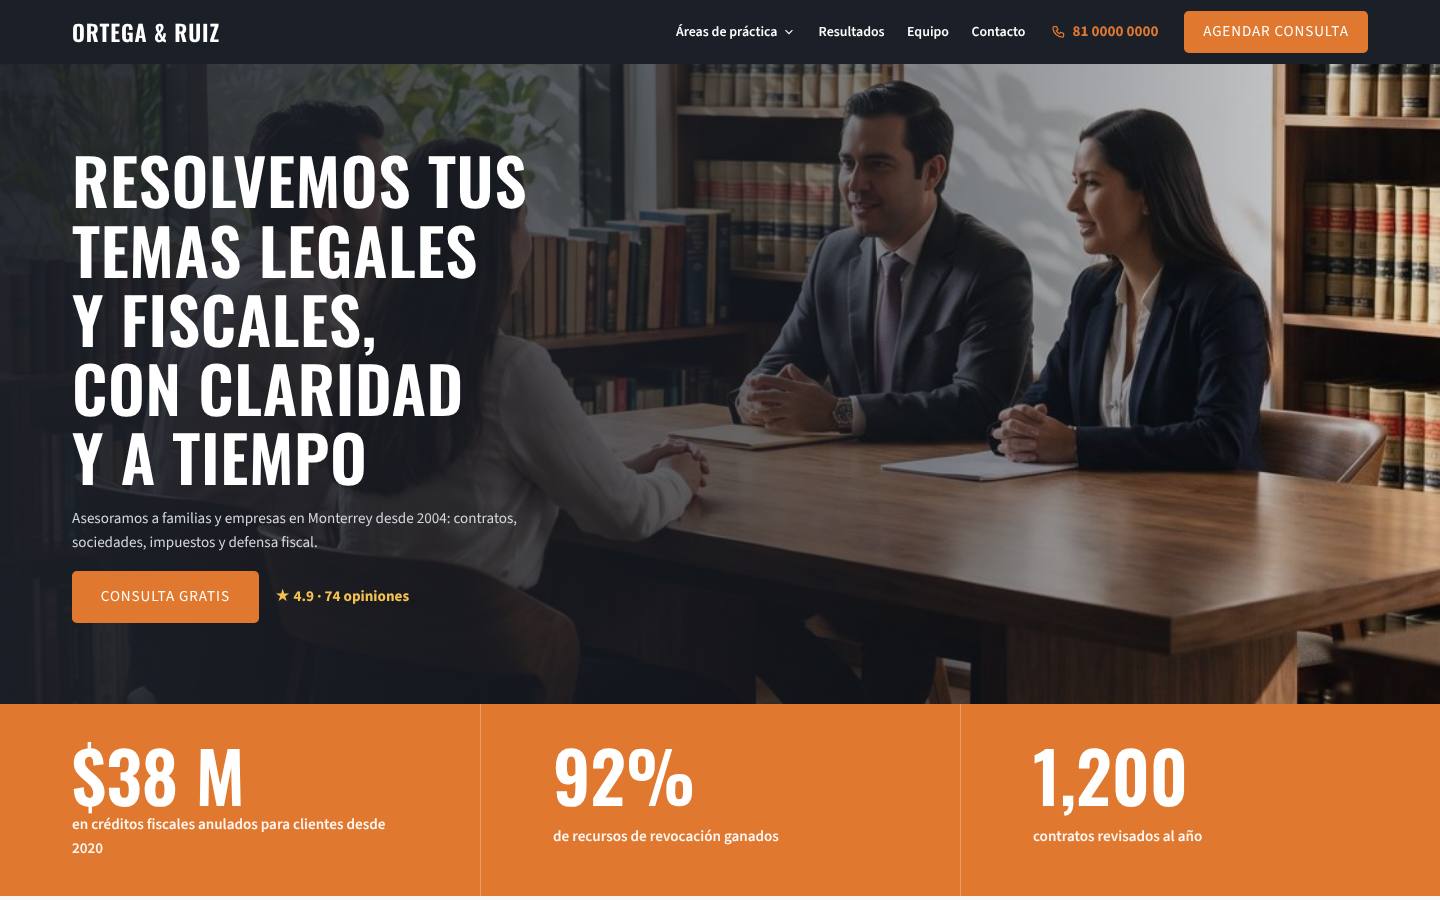 ORTEGA & RUIZ
Áreas de práctica
Resultados
Equipo
Contacto
81 0000 0000
AGENDAR CONSULTA
RESOLVEMOS TUS
TEMAS LEGALES
Y FISCALES,
CON CLARIDAD
Y A TIEMPO
Asesoramos a familias y empresas en Monterrey desde 2004: contratos,
sociedades, impuestos y defensa fiscal.
CONSULTA GRATIS
★ 4.9 · 74 opiniones
$38 M
en créditos fiscales anulados para clientes desde
2020
92%
de recursos de revocación ganados
1,200
contratos revisados al año